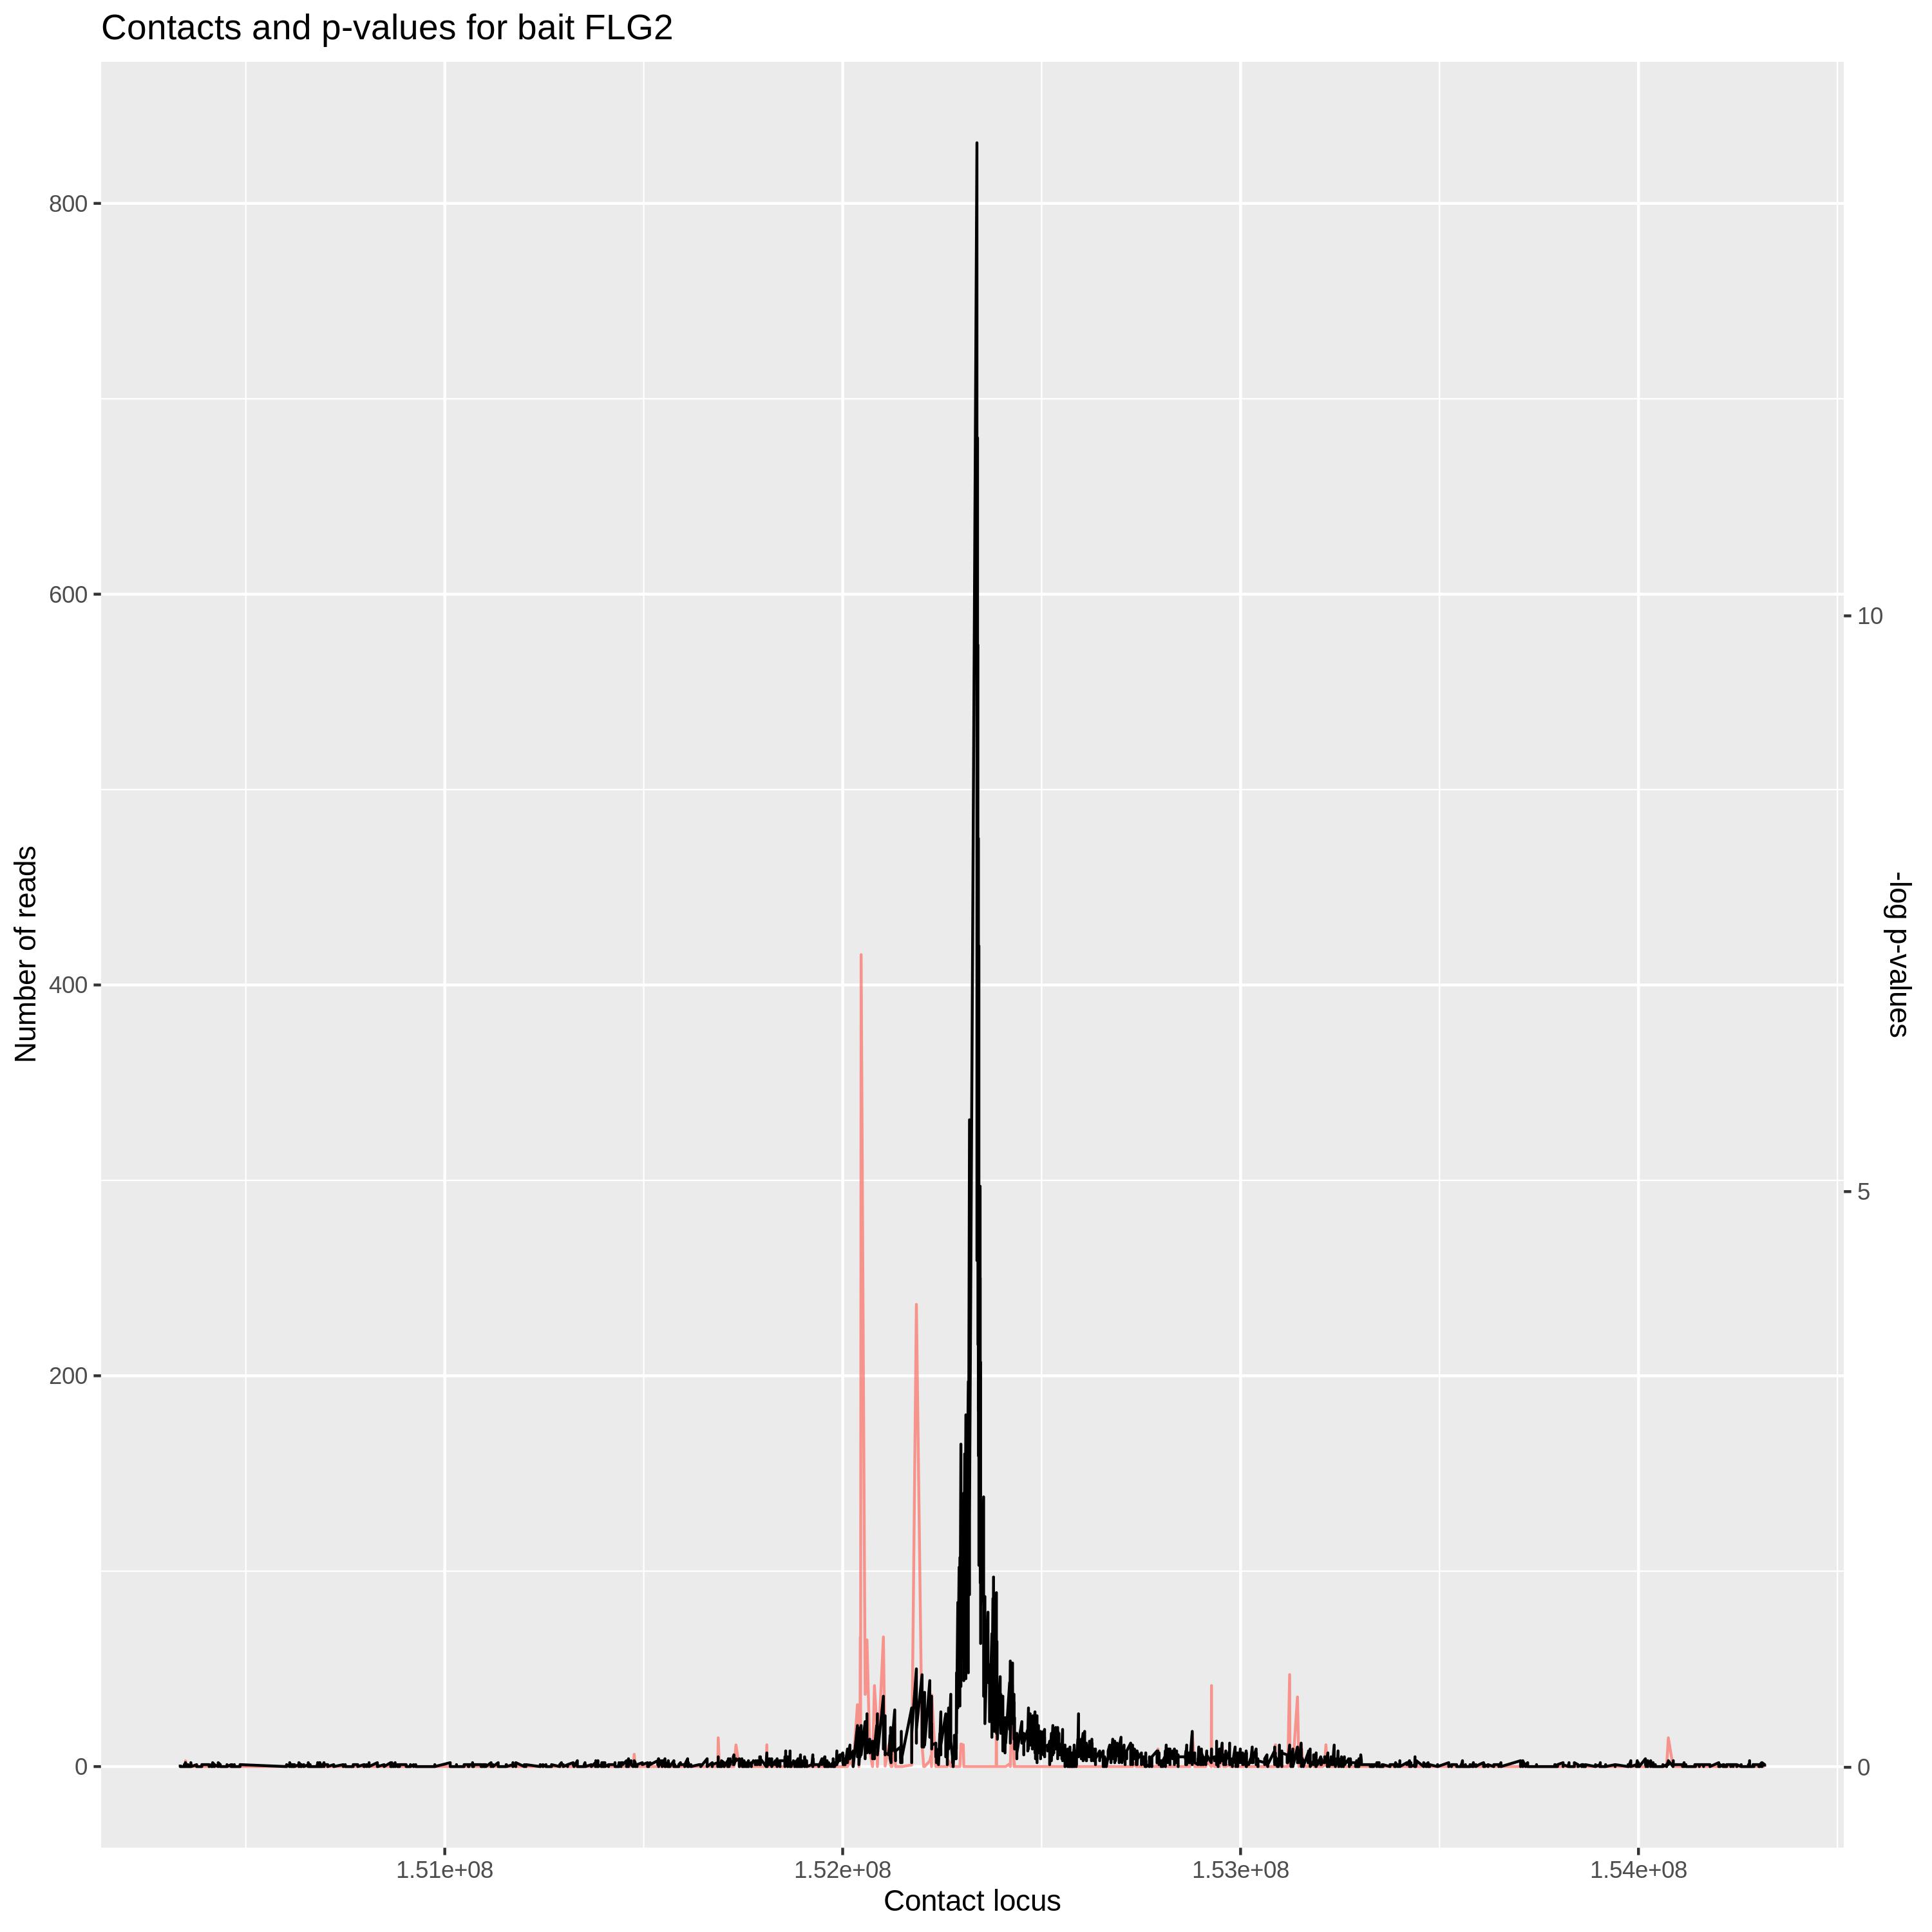 Contacts and p-values for bait FLG2
800
600
400
200
0
Number of reads
10
5
0
-log p-values
1.51e+08
1.52e+08
1.53e+08
1.54e+08
Contact locus